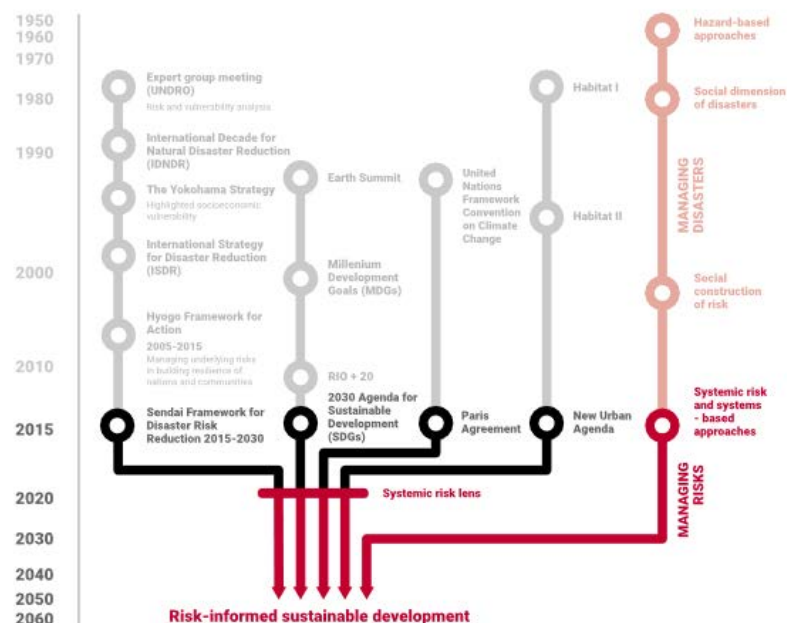 1950
1960
1970
1980
1990
2000
2010
2015
2020
2030
2040
2050
2060
Expert group meeting
(UNDRO)
Risk and vulnerability analysis
International Decade for
Natural Disaster Reduction
(IDNDR)
The Yokohama Strategy
Highlighted socioeconomic
vulnerability
International Strategy
for Disaster Reduction
(ISDR)
Hyogo Framework for
Action
2005-2015
Managing underlying risks
in building resilience of
nations and communities
Sendai Framework for
Disaster Risk
Reduction 2015-2030
Earth Summit
Millenium
Development
Goals (MDGs)
RIO + 20
2030 Agenda for
Sustainable
Development
(SDGs)
United
Nations
Framework
Convention
on Climate
Change
Paris
Agreement
Habitat I
Habitat II
New Urban
Agenda
Hazard-based
approaches
Social dimension
of disasters
MANAGING
DISASTERS
Social
construction
of risk
Systemic risk
and systems
- based
approaches
MANAGING
RISKS
Systemic risk lens
Risk-informed sustainable development